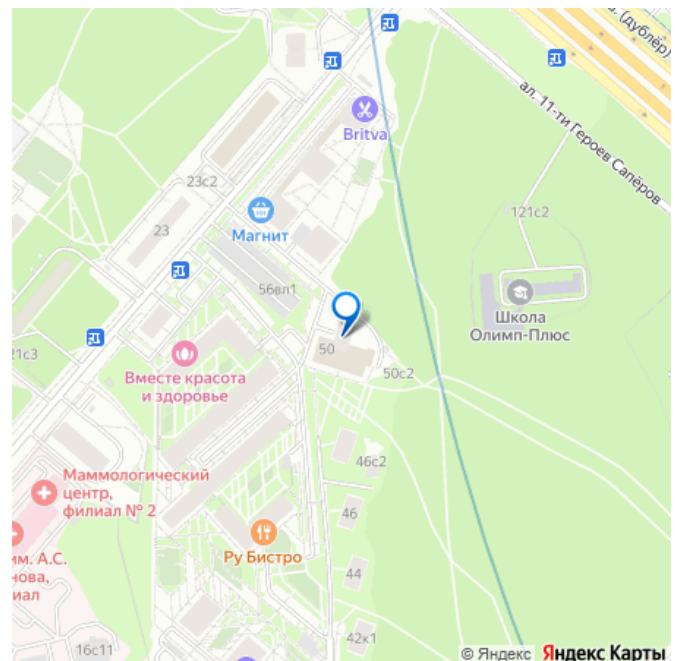 (дублёр)
ал. 11-ти Героев Сапёров
Britva
23с2
121с2
23
Магнит
56вл1
Школа
Олимп-Плюс
21с3
50
50с2
Вместе красота
и здоровье
46с2
Маммологический
центр,
филиал № 2
46
Ру Бистро
им. А.С.
нова,
иал
44
42к1
16с11
© Яндекс Яндекс Карты